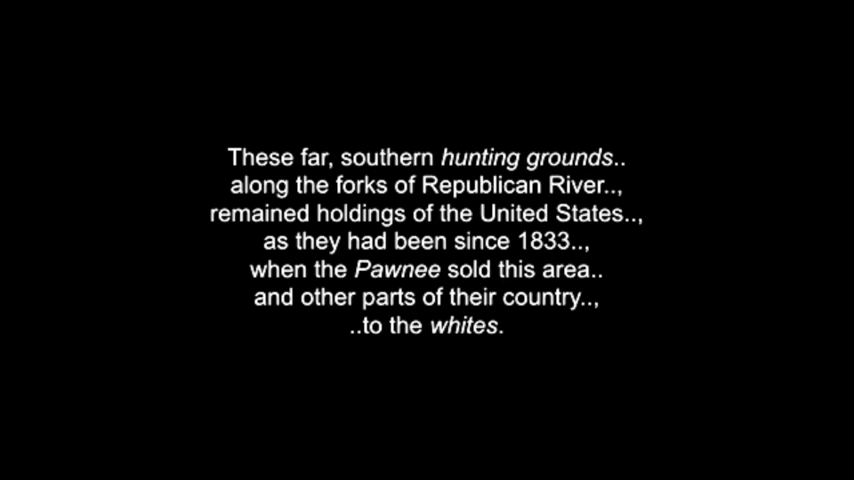 These far, southern hunting grounds..
along the forks of Republican River..,
remained holdings of the United States..,
as they had been since 1833..,
when the Pawnee sold this area..
and other parts of their country..,
..to the whites.